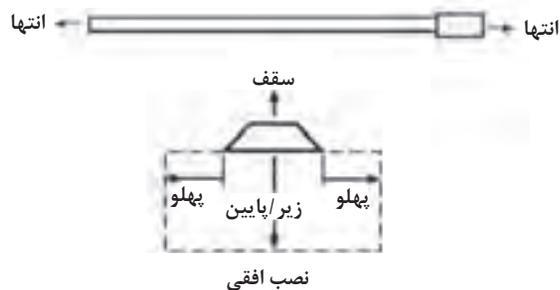 انتها
انتها
سقف
پهلو
پهلو
زیر/پایین
نصب افقی